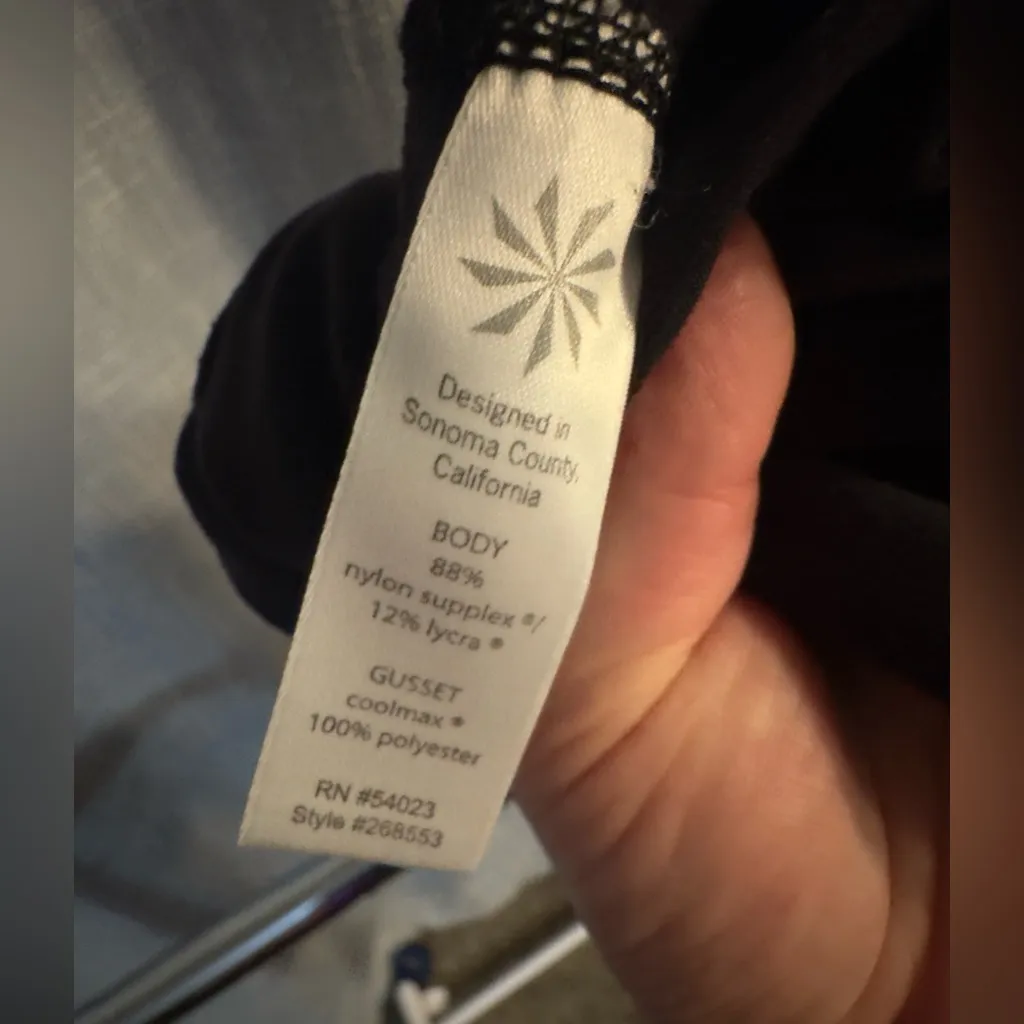 Designed in
Sonoma County,
California
BODY
88%
nylon supplex ®/
12% lycra ®
GUSSET
coolmax ®
100% polyester
RN #54023
Style #268553